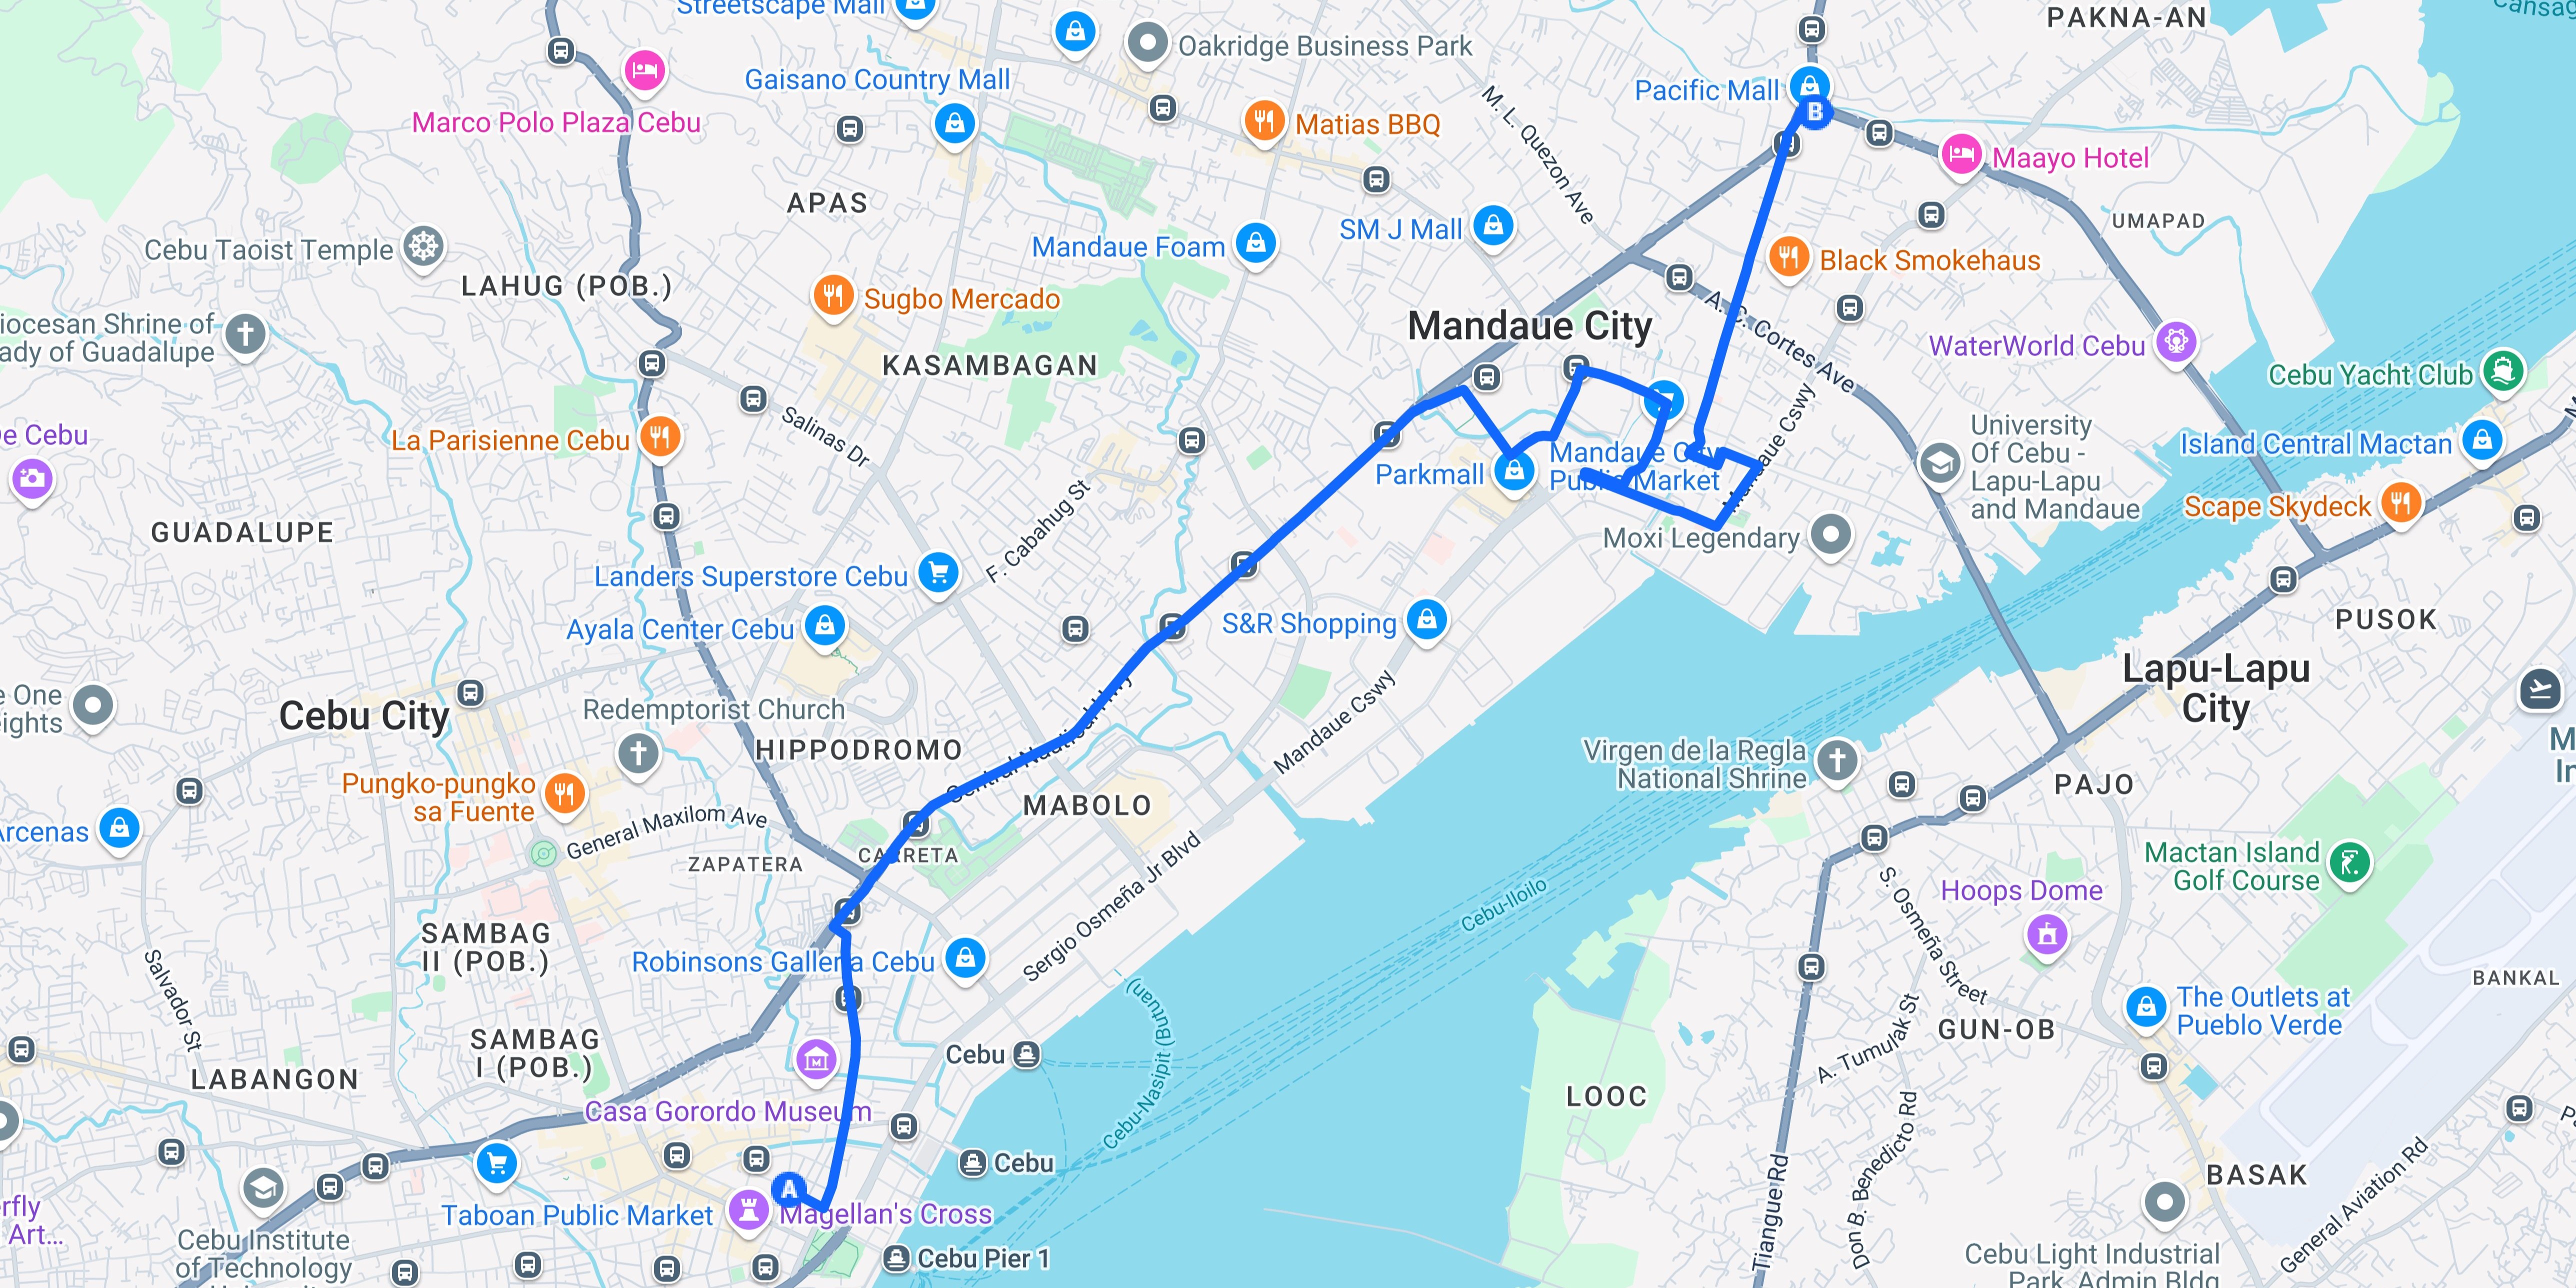 Streetscape Mall
Oakridge Business Park
PAKNA-AN
Gaisano Country Mall
Pacific Mall
B
Marco Polo Plaza Cebu
Matias BBQ
M. L. Quezon Ave
Maayo Hotel
APAS
SM J Mall
UMAPAD
Cebu Taoist Temple
Mandaue Foam
Black Smokehaus
LAHUG (POB.)
Sugbo Mercado
A. C. Cortes Ave
iocesan Shrine of
ady of Guadalupe
Mandaue City
WaterWorld Cebu
KASAMBAGAN
Cebu Yacht Club
Salinas Dr
Mandaue Cswy
e Cebu
La Parisienne Cebu
University
Of Cebu -
Lapu-Lapu
and Mandaue
Island Central Mactan
Parkmall
Mandaue City
Public Market
F. Cabahug St
Scape Skydeck
GUADALUPE
Moxi Legendary
Landers Superstore Cebu
Ayala Center Cebu
S&R Shopping
PUSOK
Lapu-Lapu
City
e One
eights
Cebu City
Redemptorist Church
Central Nautical Hwy
Mandaue Cswy
HIPPODROMO
Virgen de la Regla
National Shrine
M
In
PAJO
Pungko-pungko
sa Fuente
MABOLO
Arcenas
General Maxilom Ave
ZAPATERA
CARRETA
Sergio Osmeña Jr Blvd
Cebu-Iloilo
Mactan Island
Golf Course
Hoops Dome
S. Osmeña Street
SAMBAG
II (POB.)
Salvador St
Robinsons Galleria Cebu
BANKAL
Cebu-Nasipit (Butuan)
The Outlets at
Pueblo Verde
SAMBAG
I (POB.)
A. Tumulak St
GUN-OB
Cebu
LABANGON
LOOC
Casa Gorordo Museum
Don B. Benedicto Rd
Cebu
Tiangue Rd
BASAK
General Aviation Rd
A
Taboan Public Market
Magellan's Cross
rfly
Art...
Cebu Institute
of Technology
Cebu Pier 1
Cebu Light Industrial
Park, Admin Bldg